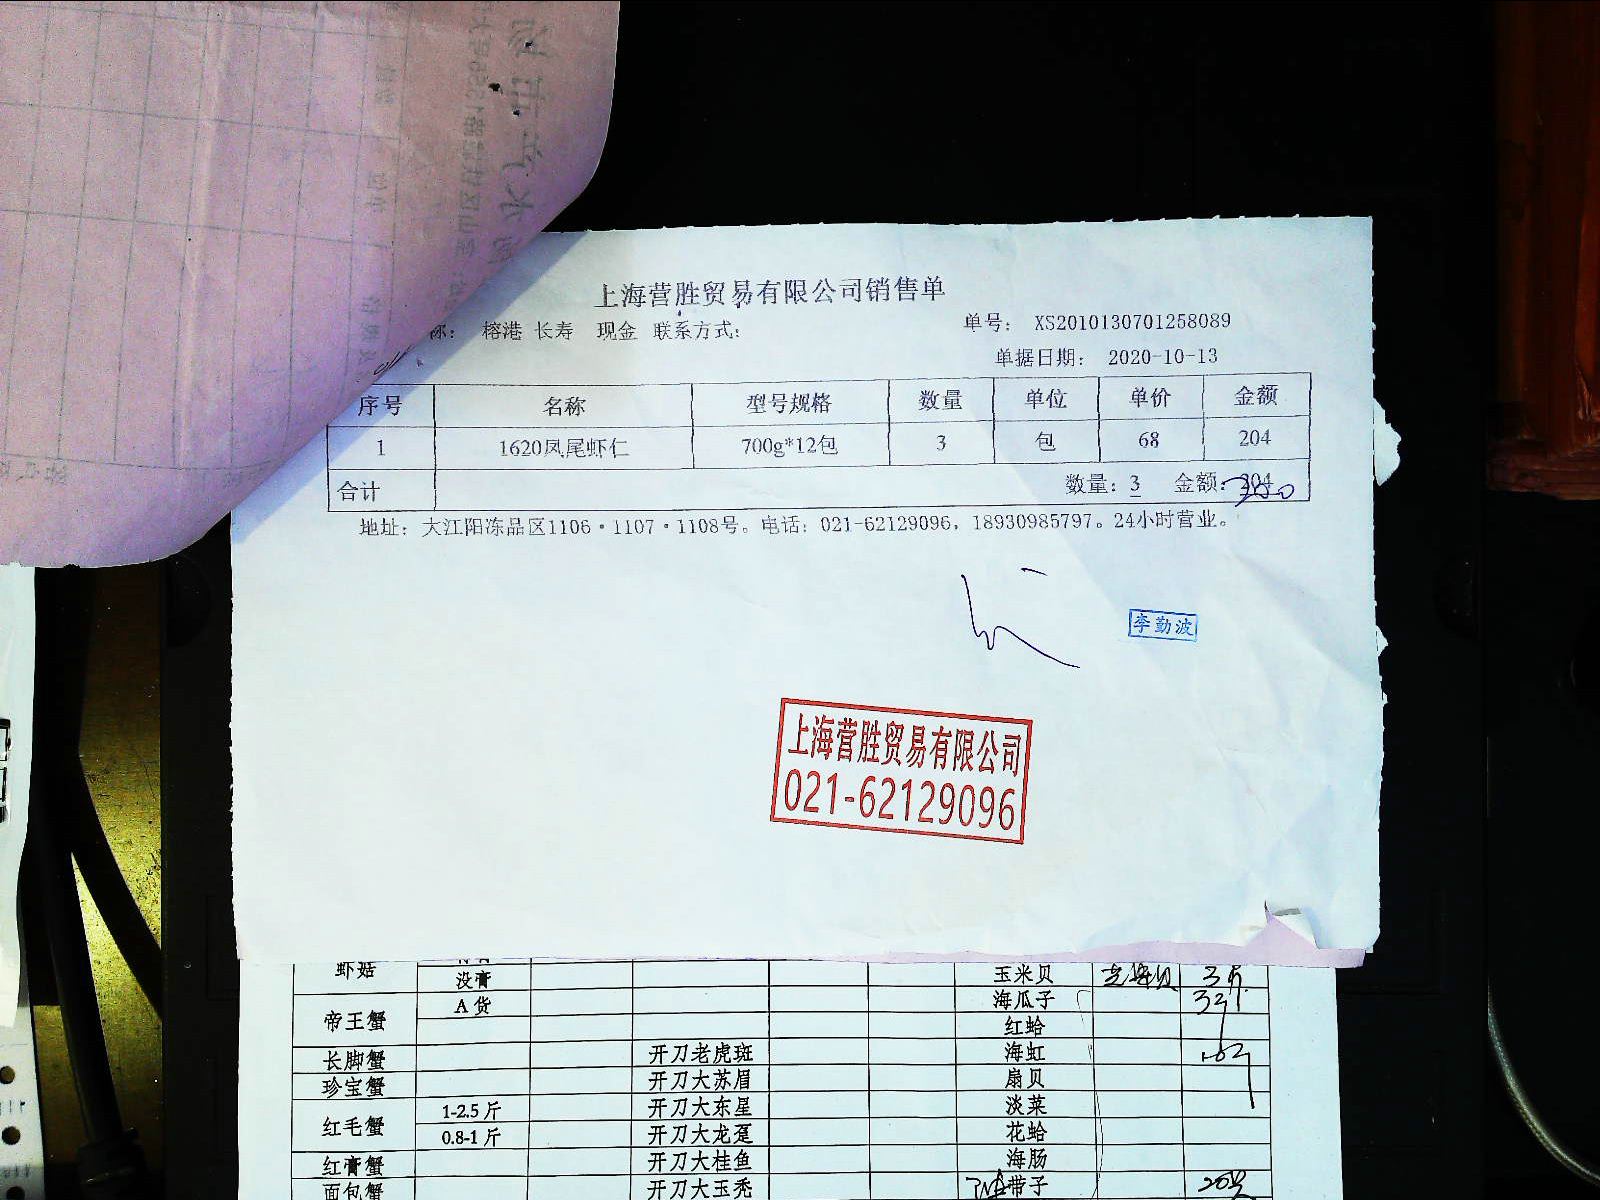 上海营胜贸易有限公司销售单
称： 榕港 长寿 现金 联系方式：
单号： XS2010130701258089
单据日期： 2020-10-13
序号 名称 型号规格 数量 单位 单价 金额
1 1620凤尾虾仁 700g*12包 3 包 68 204
合计 数量：3 金额：204
地址：大江阳冻品区1106·1107·1108号。电话：021-62129096，18930985797。24小时营业。
李勤波
上海营胜贸易有限公司
021-62129096
虾菇 没膏 玉米贝 3斤
帝王蟹 A 货 海瓜子
红蛤
长脚蟹 开刀老虎斑 海虹
珍宝蟹 开刀大苏眉 扇贝
红毛蟹 1-2.5 斤 开刀大东星 淡菜
0.8-1 斤 开刀大龙趸 花蛤
红膏蟹 开刀大桂鱼 海肠
面包蟹 开刀大玉秃 带子